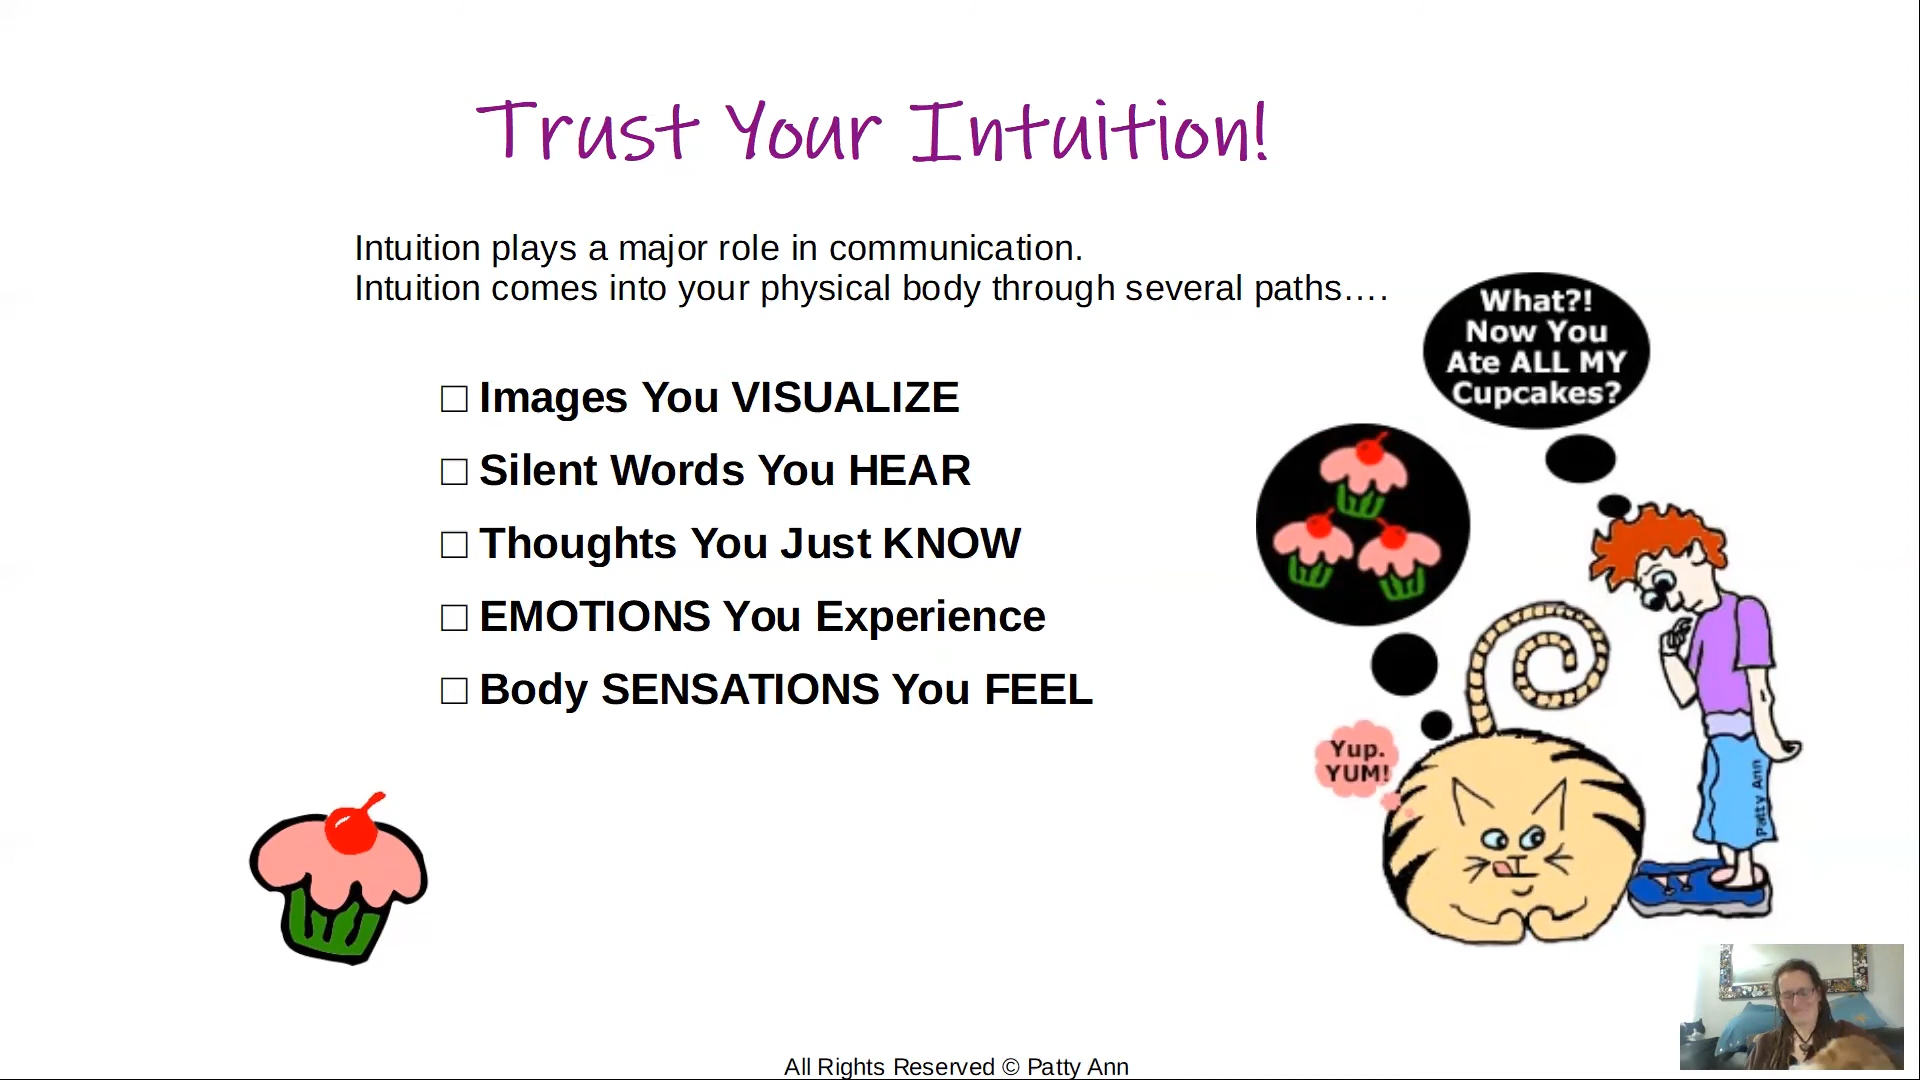 Trust Your Intuition!
Intuition plays a major role in communication.
Intuition comes into your physical body through several paths….
What?!
Now You
Ate ALL MY
Cupcakes?
□ Images You VISUALIZE
□ Silent Words You HEAR
□ Thoughts You Just KNOW
□ EMOTIONS You Experience
□ Body SENSATIONS You FEEL
Yup.
YUM!
Patty Ann
All Rights Reserved © Patty Ann